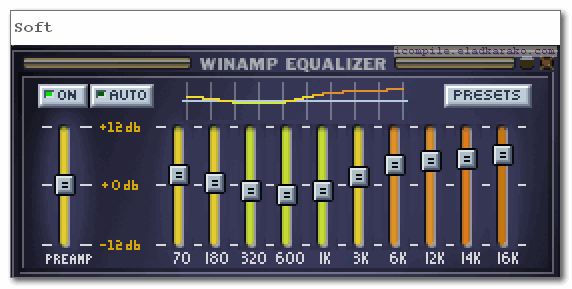 Soft
icompile.eladkarako.com
WINAMP EQUALIZER
ON AUTO PRESETS
+12db
+0db
-12db
PREAMP 70 180 320 600 1K 3K 6K 12K 14K 16K